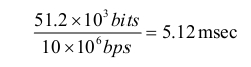 51.2 × 10³ bits
10 × 10⁶ bps = 5.12 msec